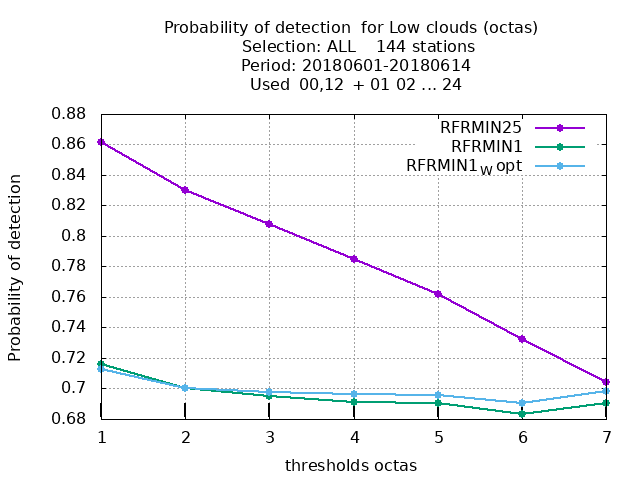 Probability of detection  for Low clouds (octas)
Selection: ALL    144 stations
Period: 20180601-20180614
Used  00,12  + 01 02 ... 24
RFRMIN25
RFRMIN1
RFRMIN1W opt
0.88
0.86
0.84
0.82
0.8
0.78
0.76
0.74
0.72
0.7
0.68
Probability of detection
1 2 3 4 5 6 7
thresholds octas